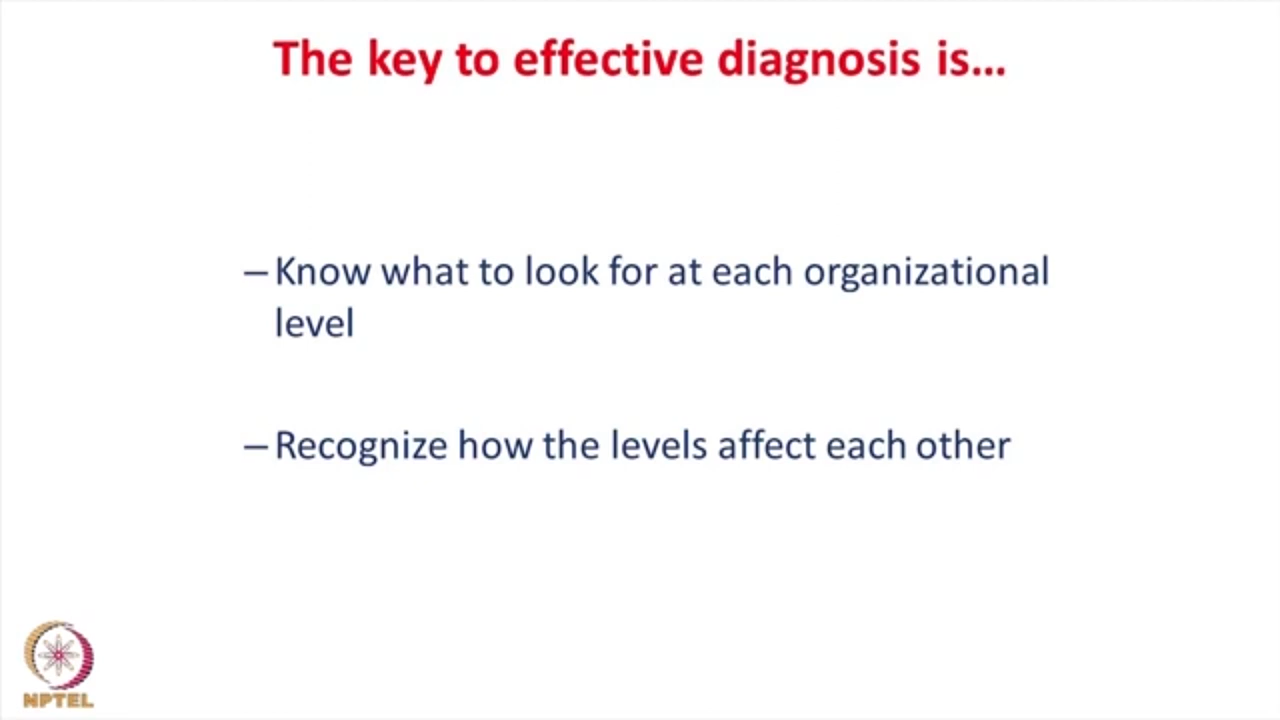 The key to effective diagnosis is...
– Know what to look for at each organizational
level
– Recognize how the levels affect each other
NPTEL